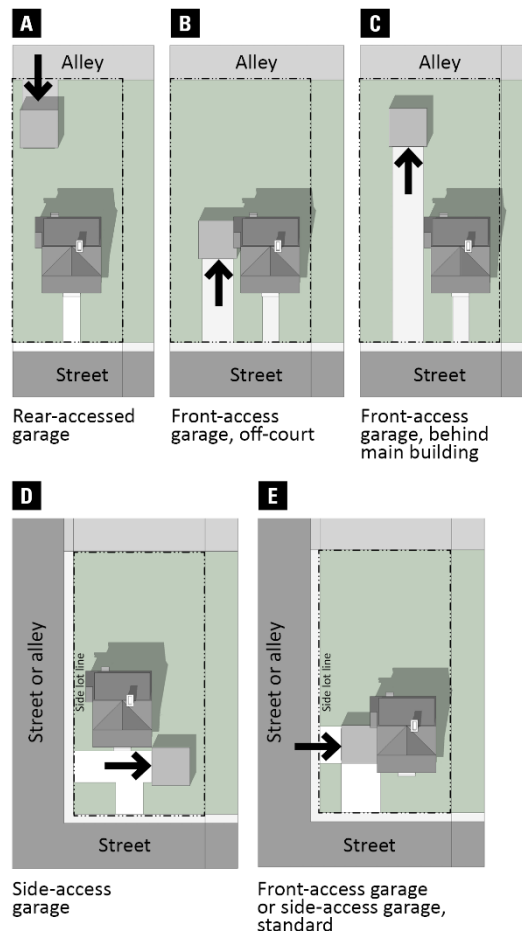 A
B
C
Alley
Alley
Alley
Street
Street
Street
Rear-accessed
garage
Front-access
garage, off-court
Front-access
garage, behind
main building
D
E
Street or alley
Side lot line
Street or alley
Side lot line
Street
Street
Side-access
garage
Front-access garage
or side-access garage,
standard